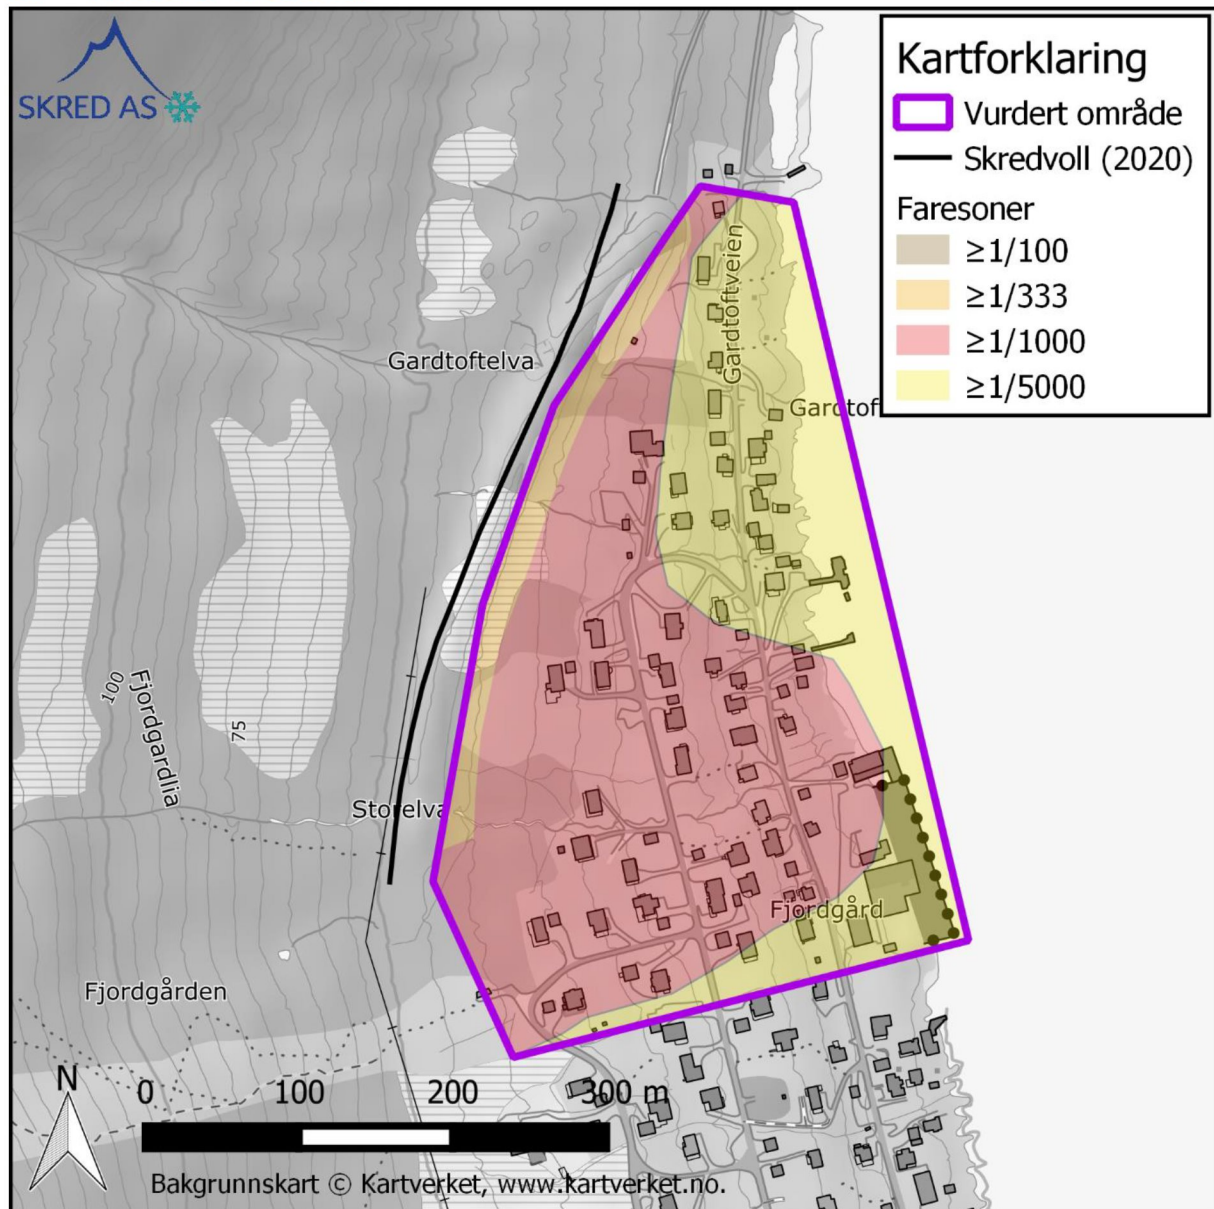 SKRED AS
Kartforklaring
Vurdert område
Skredvoll (2020)
Faresoner
≥1/100
≥1/333
≥1/1000
≥1/5000
Gardtoftveien
Gardtoftelva
Gardtof
100
Fjordgardlia
75
Storelva
Fjordgård
Fjordgården
N
0 100 200 300 m
Bakgrunnskart © Kartverket, www.kartverket.no.